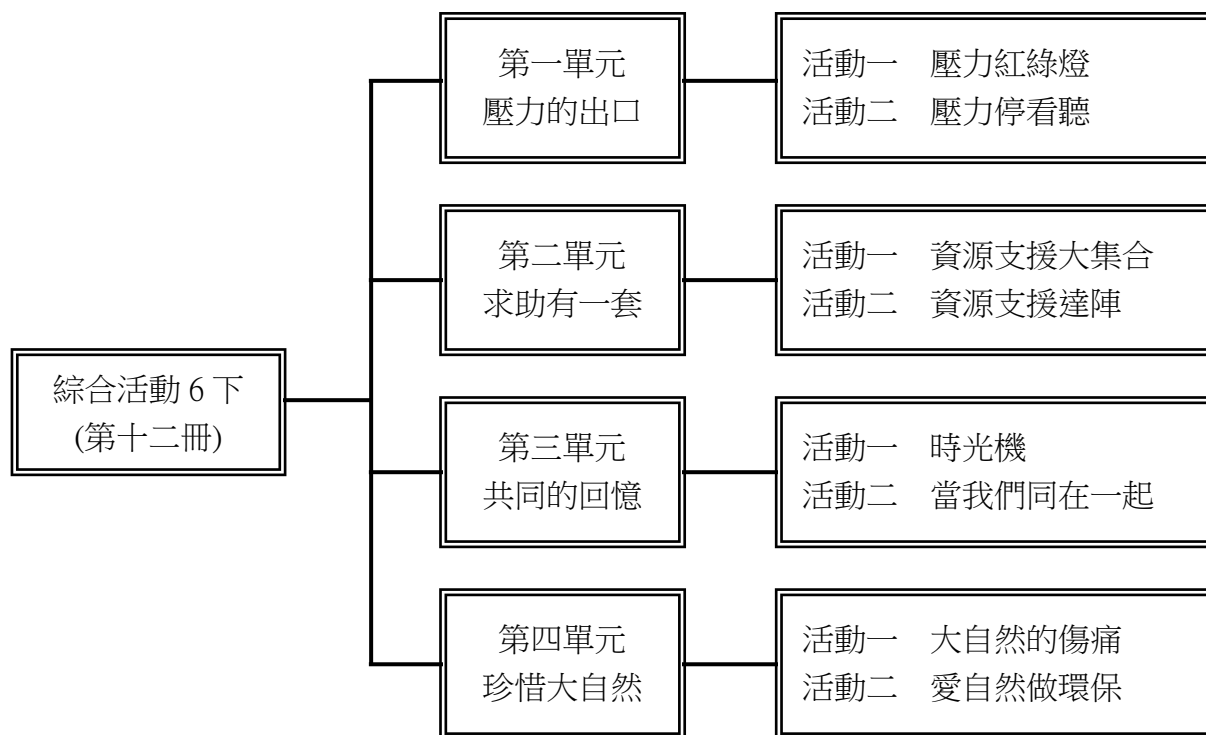 綜合活動 6 下
(第十二冊)
第一單元
壓力的出口
活動一　壓力紅綠燈
活動二　壓力停看聽
第二單元
求助有一套
活動一　資源支援大集合
活動二　資源支援達陣
第三單元
共同的回憶
活動一　時光機
活動二　當我們同在一起
第四單元
珍惜大自然
活動一　大自然的傷痛
活動二　愛自然做環保